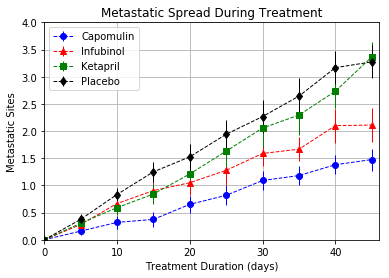 Metastatic Spread During Treatment
Capomulin
Infubinol
Ketapril
Placebo
Metastatic Sites
4.0
3.5
3.0
2.5
2.0
1.5
1.0
0.5
0.0
0 10 20 30 40
Treatment Duration (days)